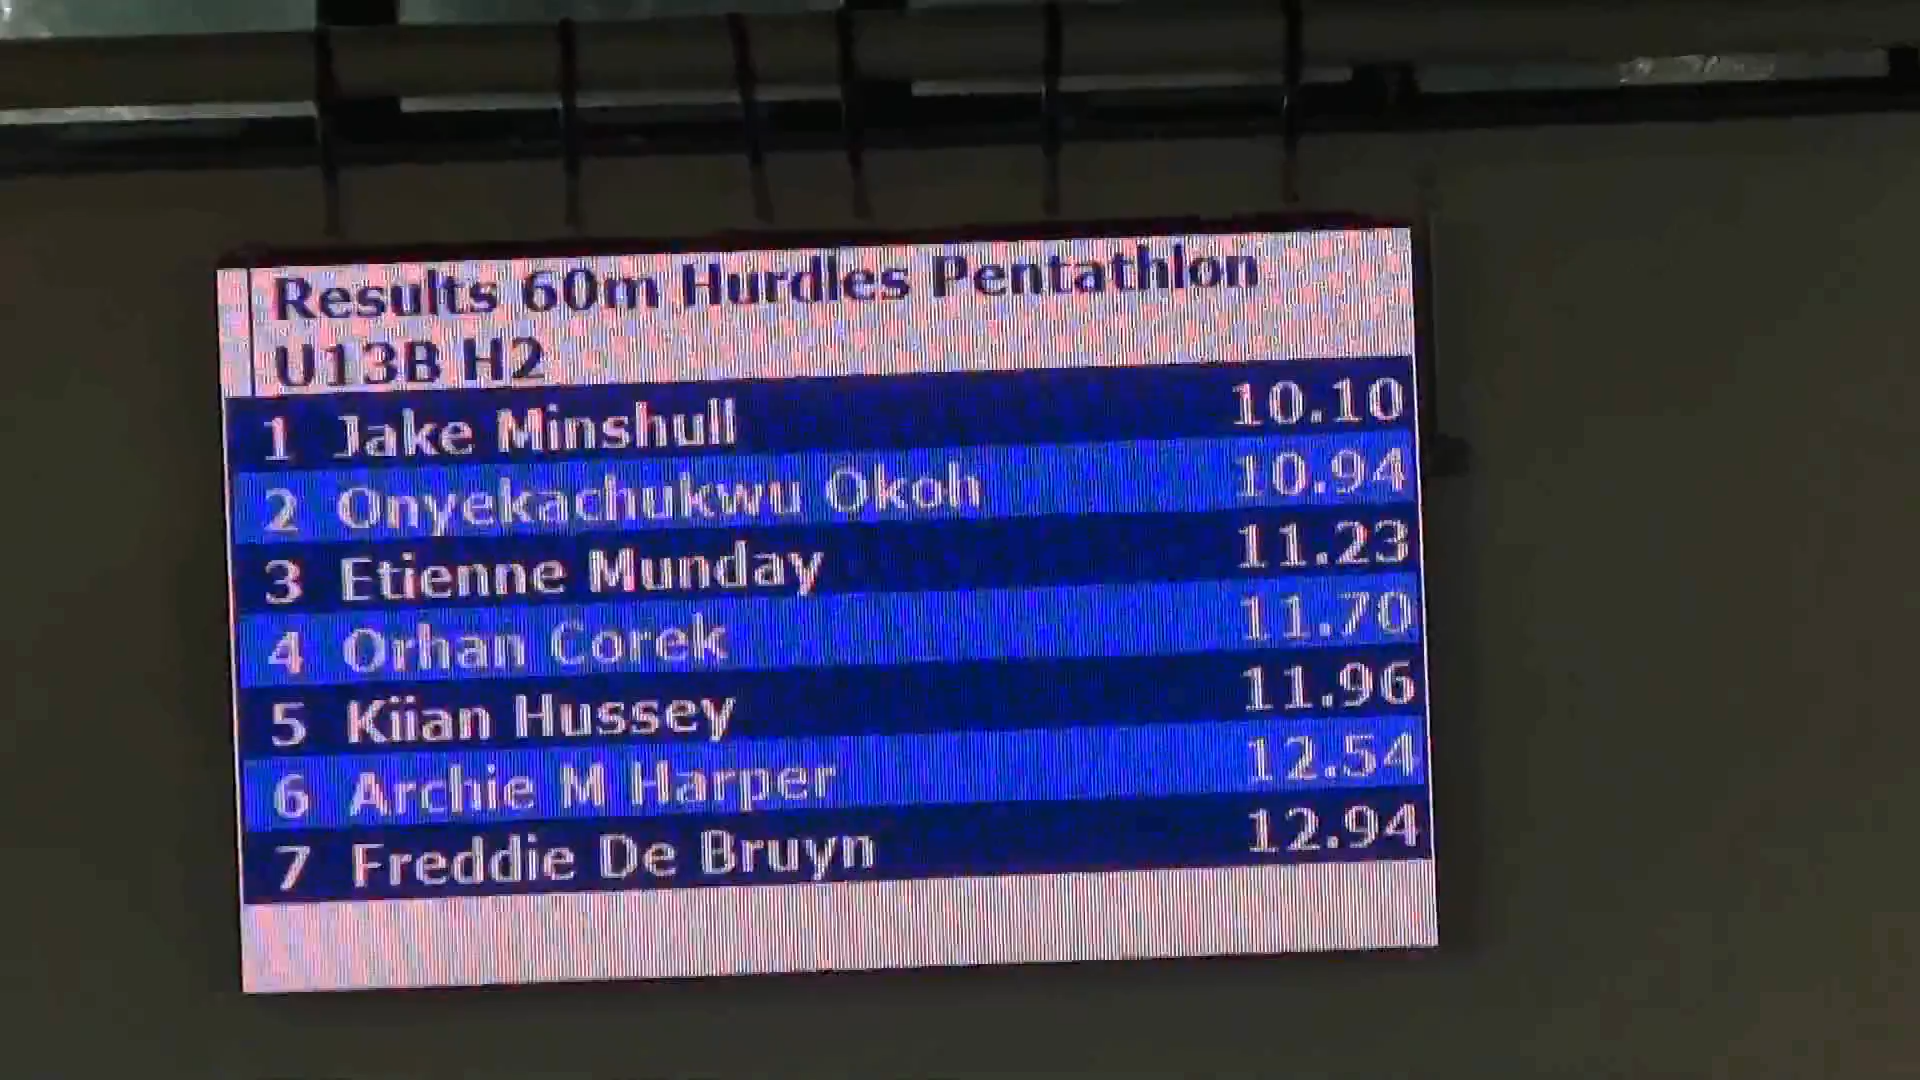 Results 60m Hurdles Pentathlon
U13B H2
1 Jake Minshull 10.10
2 Onyekachukwu Okoh 10.94
3 Etienne Munday 11.23
4 Orhan Corek 11.70
5 Kiian Hussey 11.96
6 Archie M Harper 12.54
7 Freddie De Bruyn 12.94